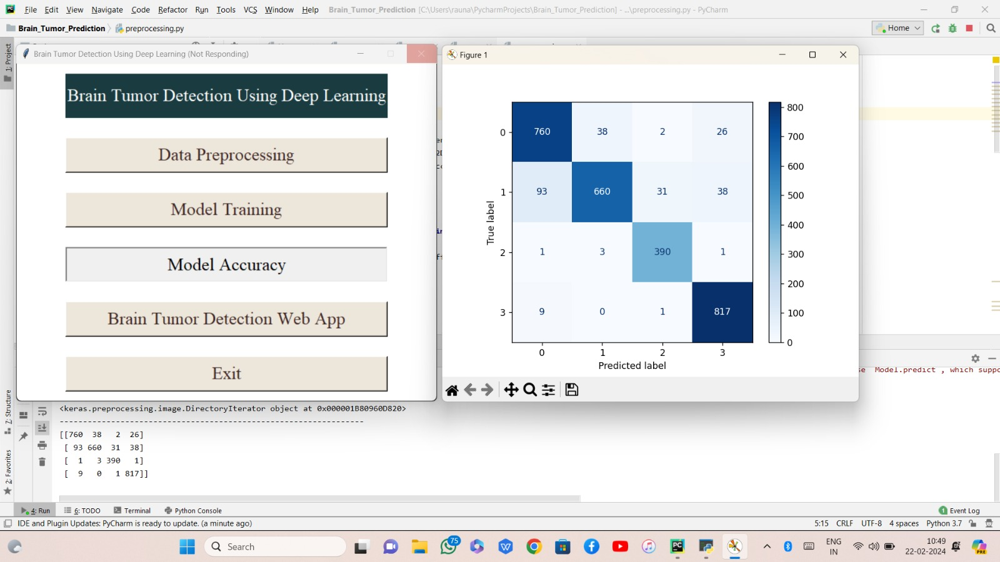 File Edit View Navigate Code Refactor Run Tools VCS Window Help Brain_Tumor_Prediction [C:\Users\rauna\PycharmProjects\Brain_Tumor_Prediction] - ...\preprocessing.py - PyCharm
Brain_Tumor_Prediction preprocessing.py Home
1: Project
Brain Tumor Detection Using Deep Learning (Not Responding)
Brain Tumor Detection Using Deep Learning
Data Preprocessing
Model Training
Model Accuracy
Brain Tumor Detection Web App
Exit
Figure 1
True label
0 760 38 2 26
1 93 660 31 38
2 1 3 390 1
3 9 0 1 817
0 1 2 3
Predicted label
800
700
600
500
400
300
200
100
0
Model.predict , which suppo
Z: Structure
2: Favorites
<keras.preprocessing.image.DirectoryIterator object at 0x000001B80960D820>
----------------------------------------------------------------
[[760 38 2 26]
[ 93 660 31 38]
[ 1 3 390 1]
[ 9 0 1 817]]
4: Run 6: TODO Terminal Python Console 1 Event Log
IDE and Plugin Updates: PyCharm is ready to update. (a minute ago) 5:15 CRLF UTF-8 4 spaces Python 3.7
Search 75 PC ENG 10:49
IN 22-02-2024 PRE